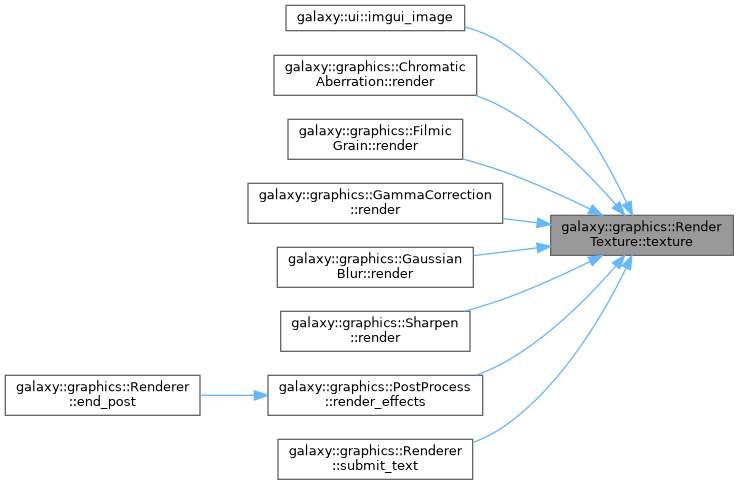 galaxy::ui::imgui_image
galaxy::graphics::Chromatic
Aberration::render
galaxy::graphics::Filmic
Grain::render
galaxy::graphics::GammaCorrection
::render
galaxy::graphics::Render
Texture::texture
galaxy::graphics::Gaussian
Blur::render
galaxy::graphics::Sharpen
::render
galaxy::graphics::Renderer
::end_post
galaxy::graphics::PostProcess
::render_effects
galaxy::graphics::Renderer
::submit_text